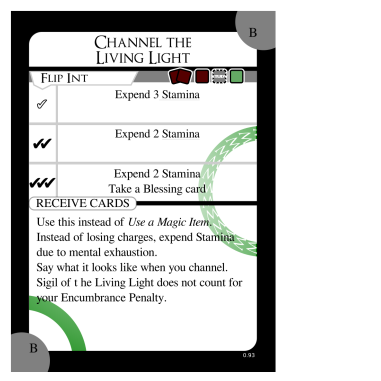 B
CHANNEL THE
LIVING LIGHT
FLIP INT
Expend 3 Stamina
Expend 2 Stamina
Expend 2 Stamina
Take a Blessing card
RECEIVE CARDS
Use this instead of Use a Magic Item.
Instead of losing charges, expend Stamina
due to mental exhaustion.
Say what it looks like when you channel.
Sigil of t he Living Light does not count for
your Encumbrance Penalty.
B
0.93